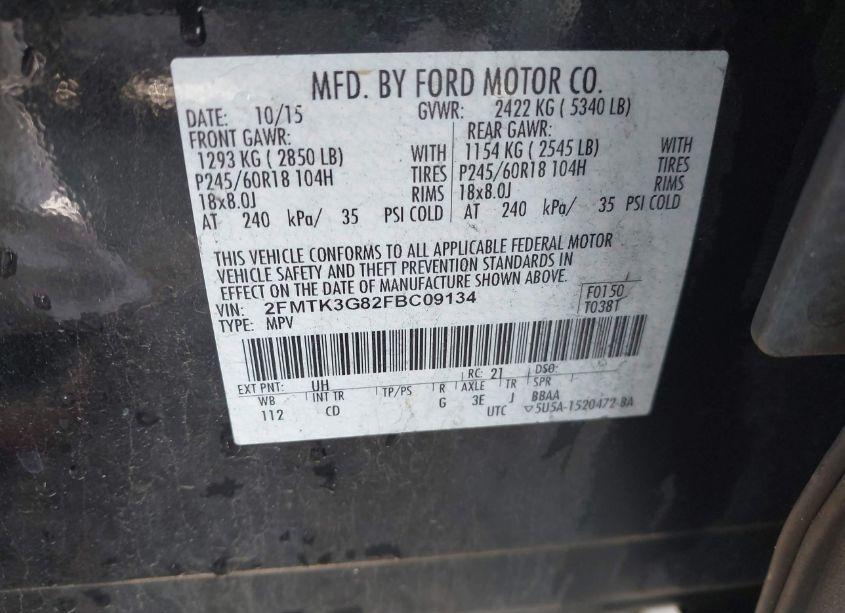 MFD. BY FORD MOTOR CO.
DATE: 10/15 GVWR: 2422 KG ( 5340 LB)
FRONT GAWR: REAR GAWR:
1293 KG ( 2850 LB) WITH 1154 KG ( 2545 LB) WITH
P245/60R18 104H TIRES P245/60R18 104H TIRES
18x8.0J RIMS 18x8.0J RIMS
AT 240 kPa/ 35 PSI COLD AT 240 kPa/ 35 PSI COLD
THIS VEHICLE CONFORMS TO ALL APPLICABLE FEDERAL MOTOR
VEHICLE SAFETY AND THEFT PREVENTION STANDARDS IN
EFFECT ON THE DATE OF MANUFACTURE SHOWN ABOVE.
VIN: 2FMTK3G82FBC09134 F0150
TYPE: MPV T0381
EXT PNT: UH RC: 21 DSO:
WB INT TR TP/PS R AXLE TR SPR
112 CD G 3E J BBAA
UTC ▽5U5A-1520472-BA